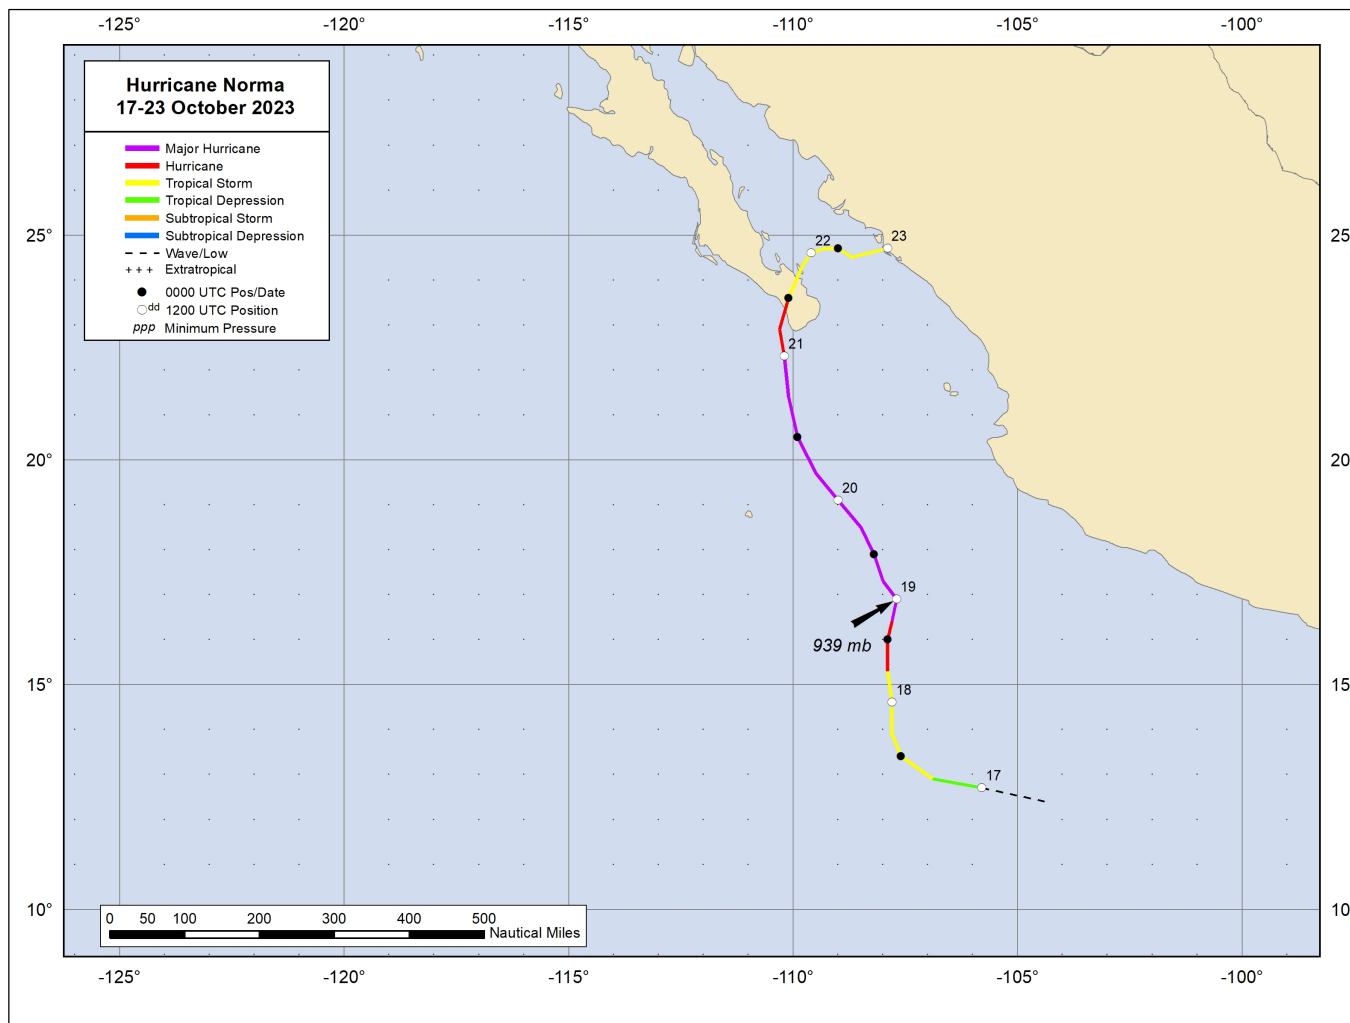 -125° -120° -115° -110° -105° -100°
Hurricane Norma
17-23 October 2023
Major Hurricane
Hurricane
Tropical Storm
Tropical Depression
Subtropical Storm
Subtropical Depression
Wave/Low
+++ Extratropical
0000 UTC Pos/Date
dd 1200 UTC Position
ppp Minimum Pressure
22 23
25° 25
21
20° 20
20
19
939 mb
15° 15
18
17
10° 10
0 50 100 200 300 400 500
Nautical Miles
-125° -120° -115° -110° -105° -100°